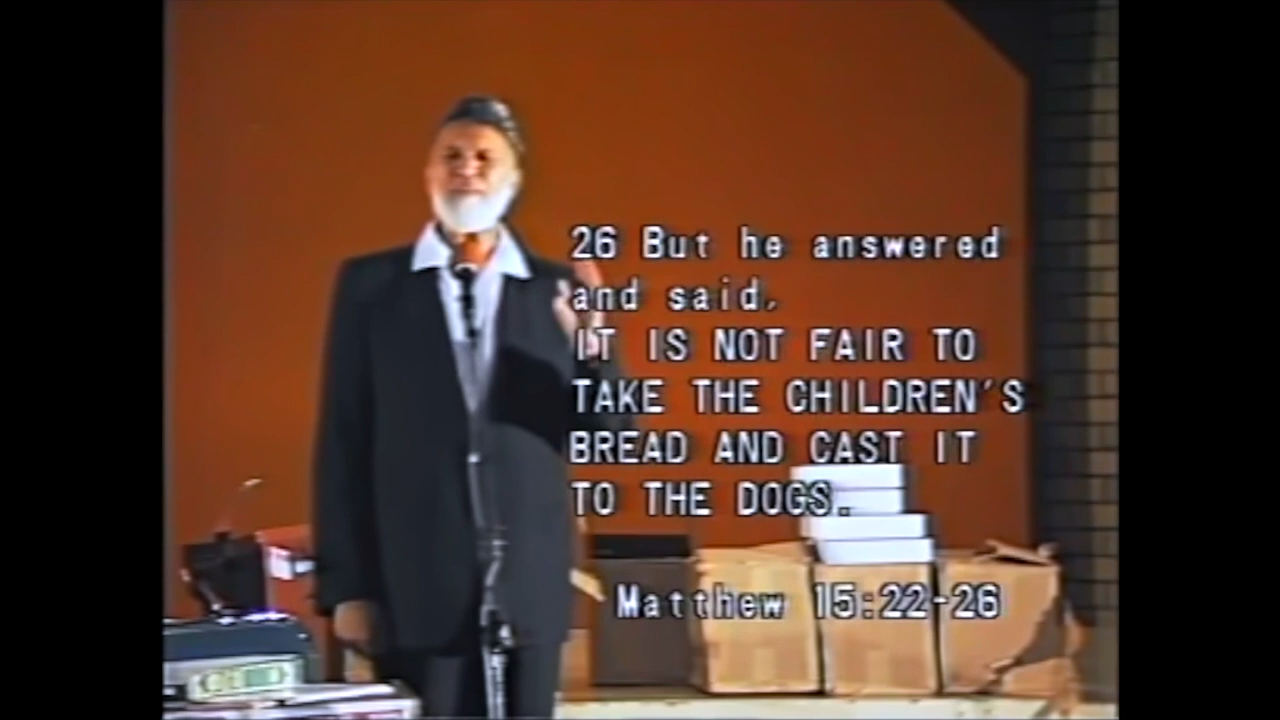 26 But he answered
and said,
IT IS NOT FAIR TO
TAKE THE CHILDREN'S
BREAD AND CAST IT
TO THE DOGS.
Matthew 15:22-26